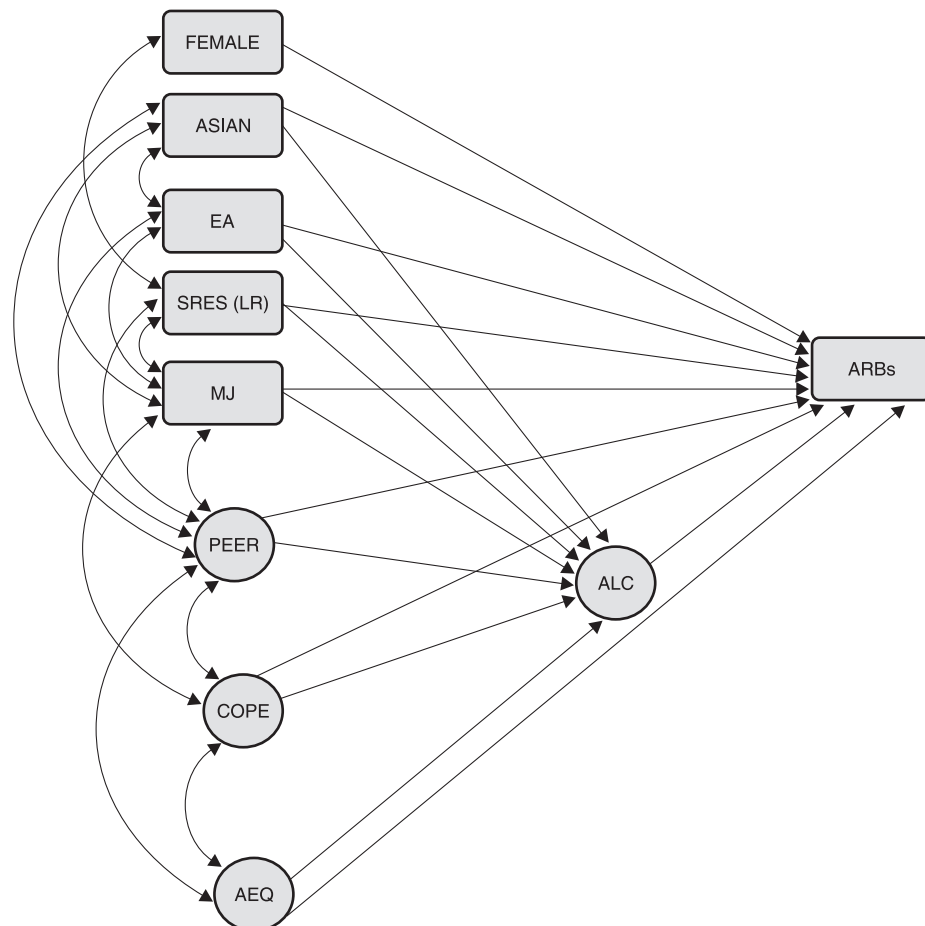 FEMALE
ASIAN
EA
SRES (LR)
MJ
ARBs
PEER
ALC
COPE
AEQ